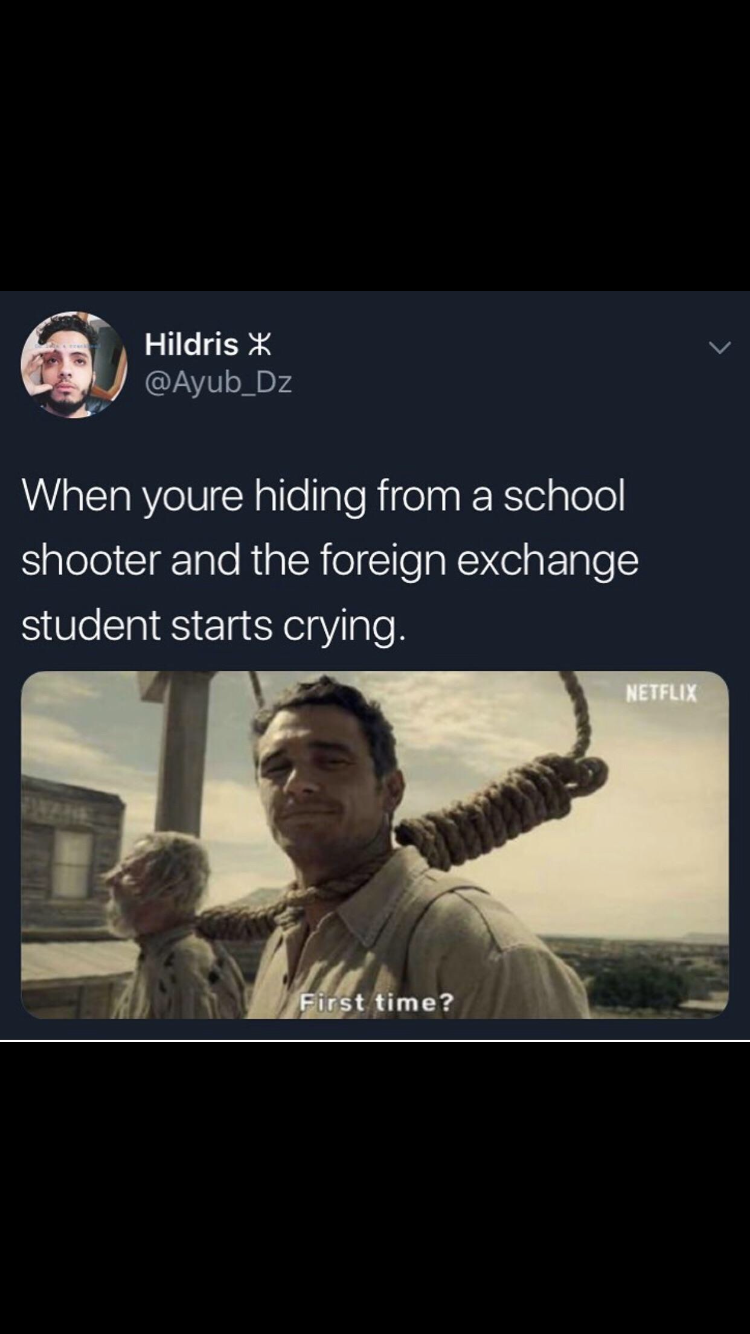 Hildris ⵣ
@Ayub_Dz
When youre hiding from a school
shooter and the foreign exchange
student starts crying.
NETFLIX
First time?